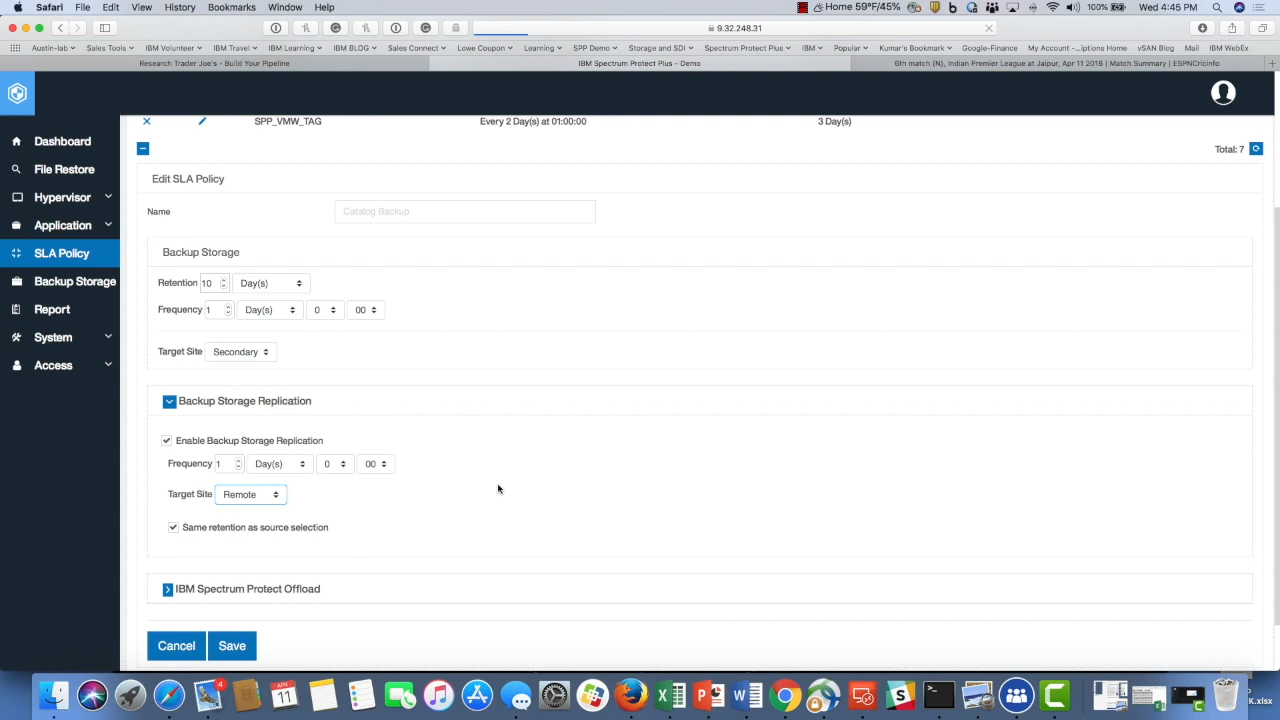 Safari File Edit View History Bookmarks Window Help Home 59°F/45% 100% Wed 4:45 PM
9.32.248.31
Austin-lab Sales Tools IBM Volunteer IBM Travel IBM Learning IBM BLOG Sales Connect Lowe Coupon Learning SPP Demo Storage and SDI Spectrum Protect Plus IBM Popular Kumar's Bookmark Google-Finance My Account -...iptions Home vSAN Blog Mail IBM WebEx
Research Trader Joe's - Build Your Pipeline IBM Spectrum Protect Plus - Demo 6th match (N), Indian Premier League at Jaipur, Apr 11 2018 | Match Summary | ESPNCricinfo
SPP_VMW_TAG Every 2 Day(s) at 01:00:00 3 Day(s)
Dashboard
File Restore
Hypervisor
Application
SLA Policy
Backup Storage
Report
System
Access
Total: 7
Edit SLA Policy
Name Catalog Backup
Backup Storage
Retention 10 Day(s)
Frequency 1 Day(s) 0 00
Target Site Secondary
Backup Storage Replication
Enable Backup Storage Replication
Frequency 1 Day(s) 0 00
Target Site Remote
Same retention as source selection
IBM Spectrum Protect Offload
Cancel Save
4 APR 11 K.xlsx